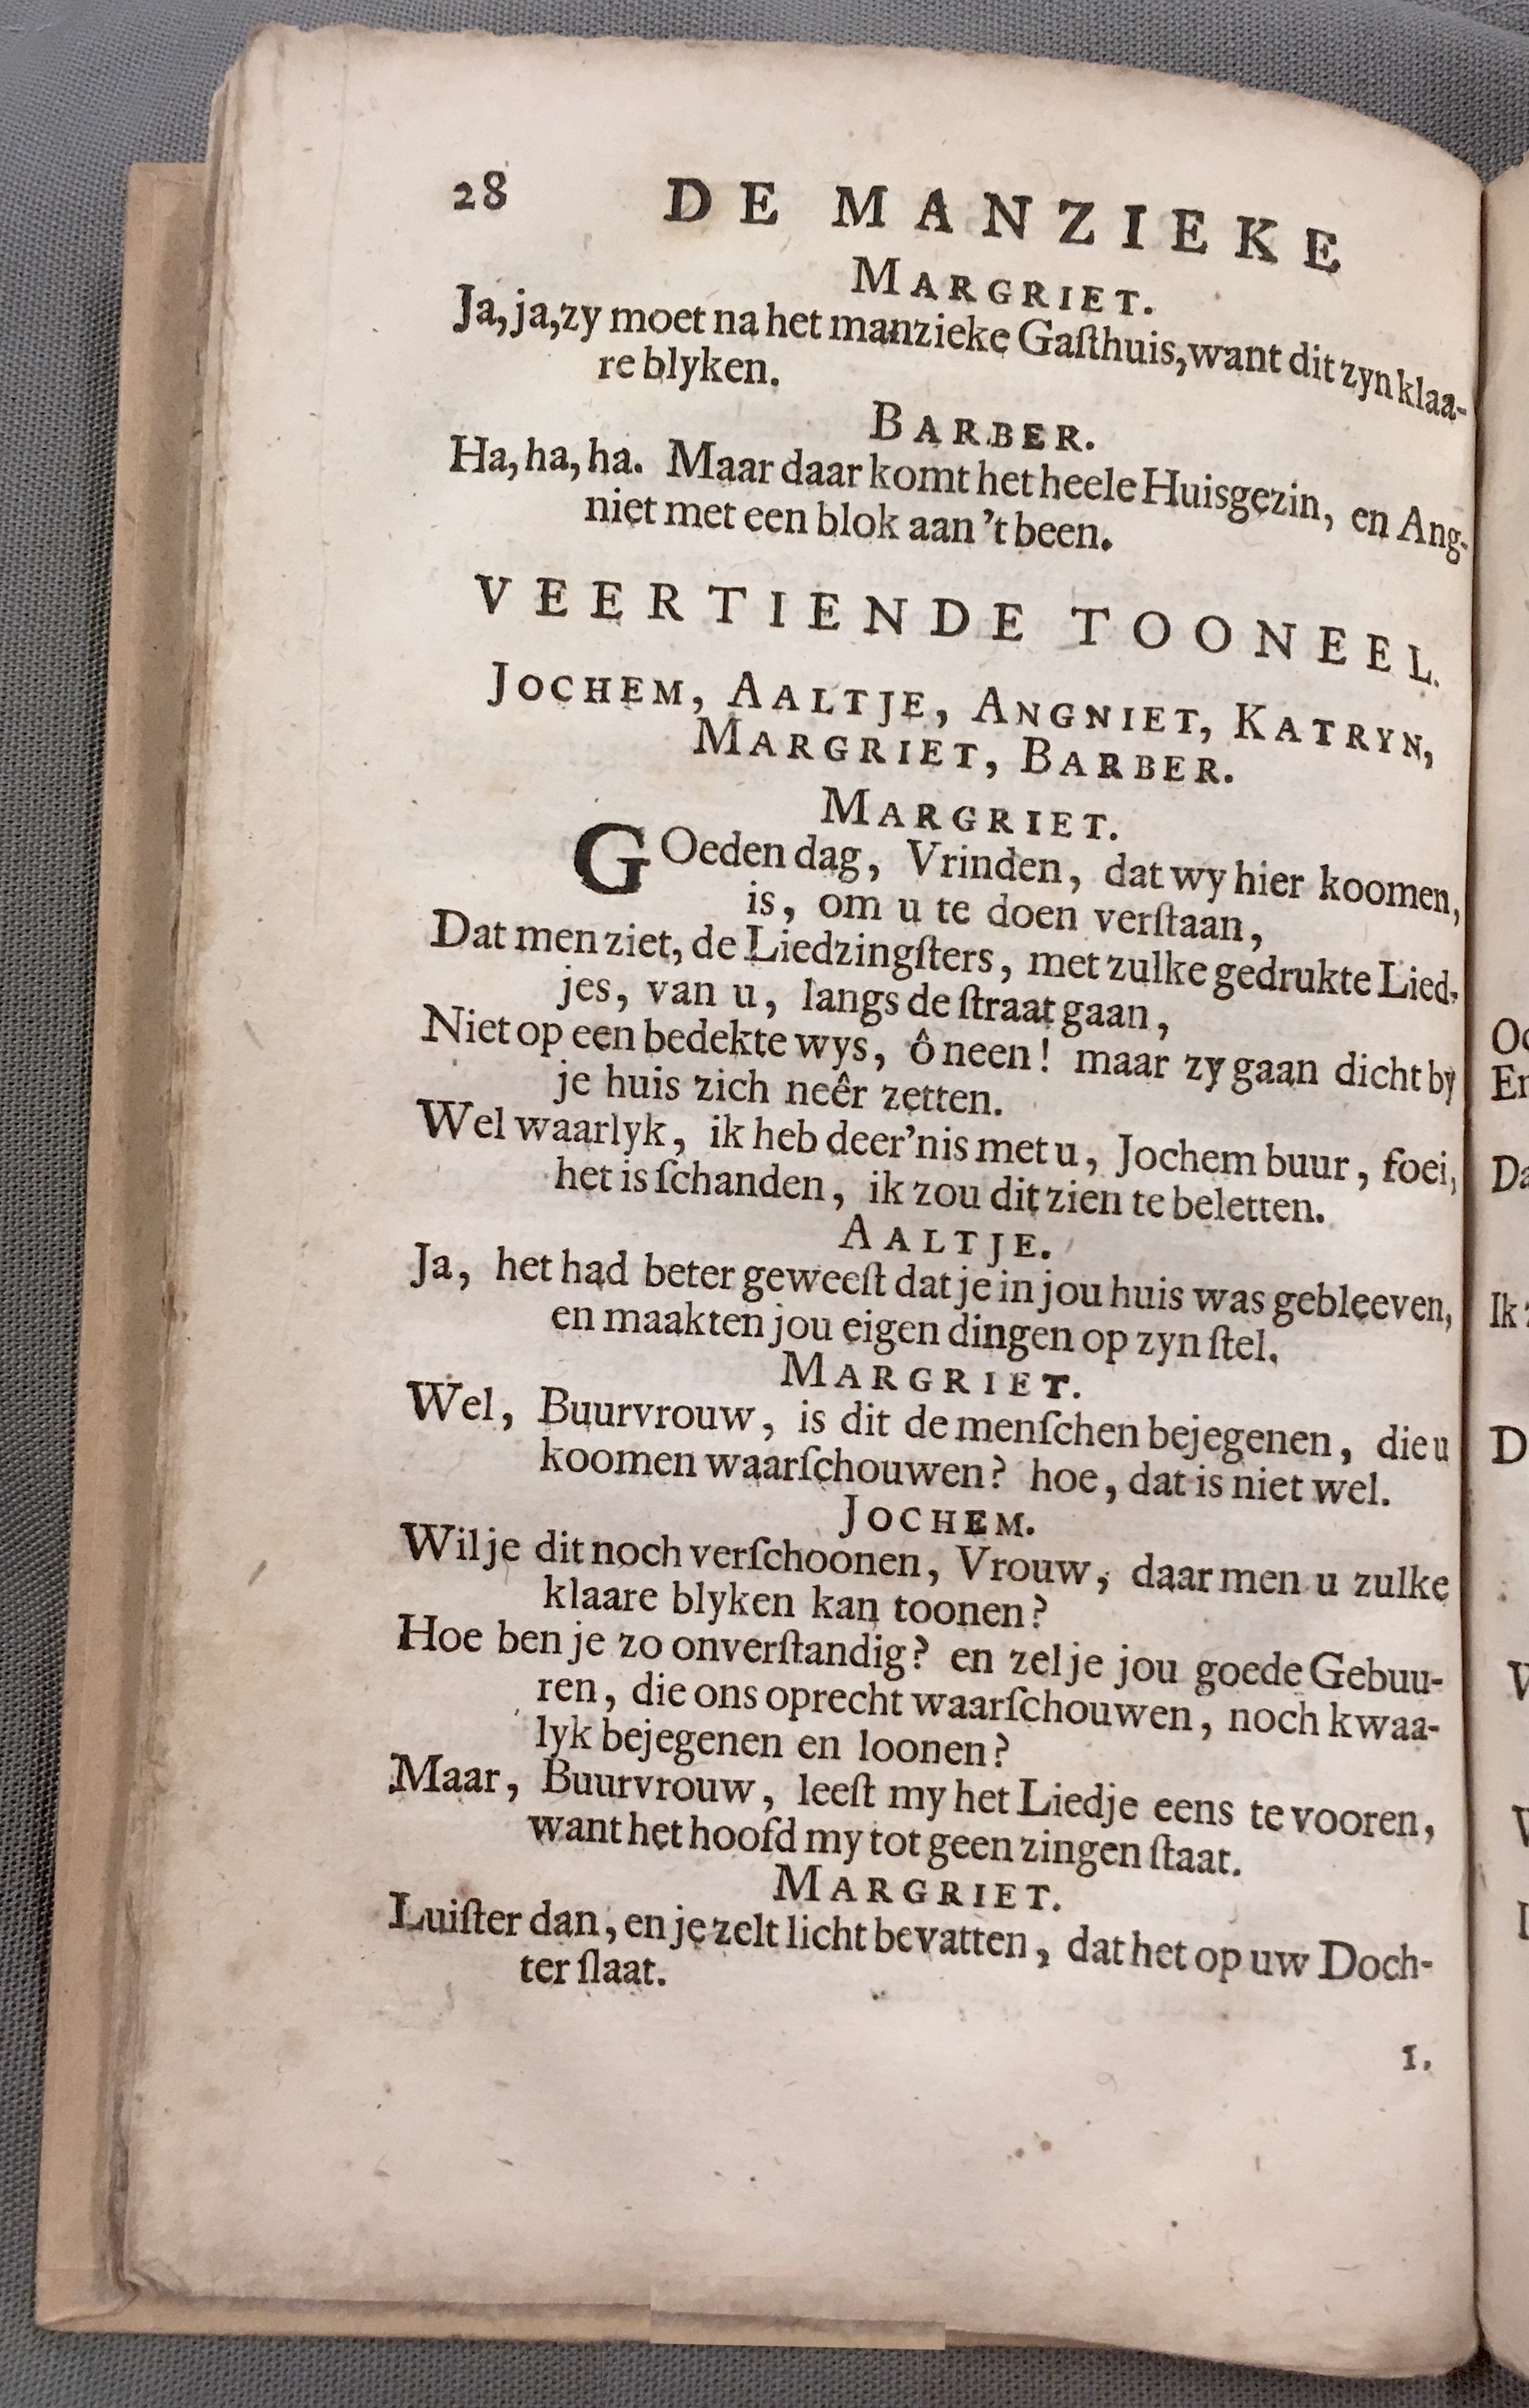 28 DE MANZIEKE
MARGRIET.
Ja, ja, zy moet na het manzieke Gaſthuis, want dit zyn klaa-
re blyken.
BARBER.
Ha, ha, ha. Maar daar komt het heele Huisgezin, en Ang-
niet met een blok aan 't been.
VEERTIENDE TOONEEL.
JOCHEM, AALTJE, ANGNIET, KATRYN,
MARGRIET, BARBER.
MARGRIET.
GOeden dag, Vrinden, dat wy hier koomen,
is, om u te doen verſtaan,
Dat men ziet, de Liedzingſters, met zulke gedrukte Lied-
jes, van u, langs de ſtraat gaan,
Niet op een bedekte wys, ô neen! maar zy gaan dicht by
je huis zich neêr zetten.
Wel waarlyk, ik heb deer'nis met u, Jochem buur, foei,
het is ſchanden, ik zou dit zien te beletten.
AALTJE.
Ja, het had beter geweeſt dat je in jou huis was gebleeven,
en maakten jou eigen dingen op zyn ſtel.
MARGRIET.
Wel, Buurvrouw, is dit de menſchen bejegenen, die u
koomen waarſchouwen? hoe, dat is niet wel.
JOCHEM.
Wil je dit noch verſchoonen, Vrouw, daar men u zulke
klaare blyken kan toonen?
Hoe ben je zo onverſtandig? en zel je jou goede Gebuu-
ren, die ons oprecht waarſchouwen, noch kwaa-
lyk bejegenen en loonen?
Maar, Buurvrouw, leeſt my het Liedje eens te vooren,
want het hoofd my tot geen zingen ſtaat.
MARGRIET.
Luiſter dan, en je zelt licht bevatten, dat het op uw Doch-
ter ſlaat.
1.